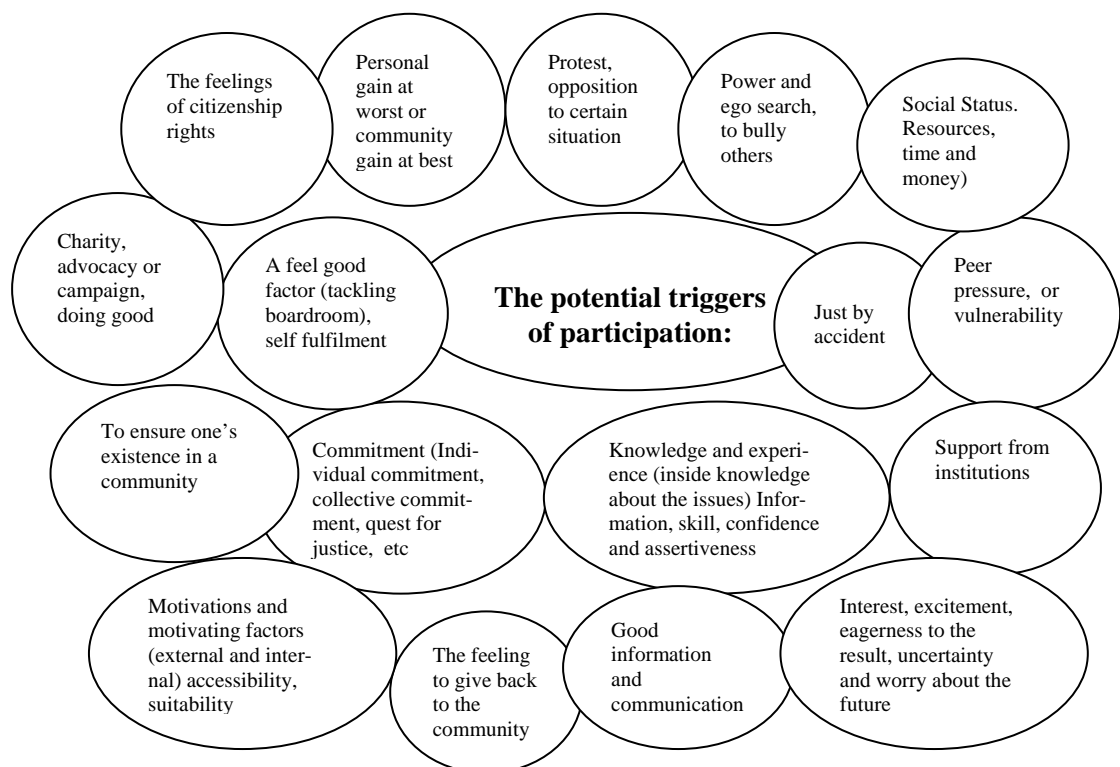 The feelings
of citizenship
rights
Personal
gain at
worst or
community
gain at best
Protest,
opposition
to certain
situation
Power and
ego search,
to bully
others
Social Status.
Resources,
time and
money)
Charity,
advocacy or
campaign,
doing good
A feel good
factor (tackling
boardroom),
self fulfilment
The potential triggers
of participation:
Just by
accident
Peer
pressure, or
vulnerability
To ensure one’s
existence in a
community
Commitment (Indi-
vidual commitment,
collective commit-
ment, quest for
justice, etc
Knowledge and experi-
ence (inside knowledge
about the issues) Infor-
mation, skill, confidence
and assertiveness
Support from
institutions
Motivations and
motivating factors
(external and inter-
nal) accessibility,
suitability
The feeling
to give back
to the
community
Good
information
and
communication
Interest, excitement,
eagerness to the
result, uncertainty
and worry about the
future